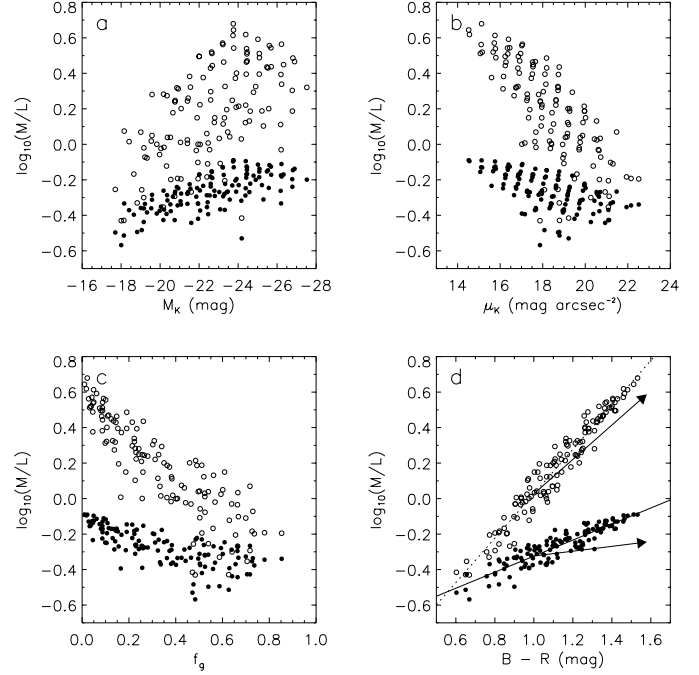 a
log₁₀(M/L)
0.8
0.6
0.4
0.2
0.0
−0.2
−0.4
−0.6
−16 −18 −20 −22 −24 −26 −28
M_K (mag)
b
log₁₀(M/L)
0.8
0.6
0.4
0.2
0.0
−0.2
−0.4
−0.6
14 16 18 20 22 24
μ_K (mag arcsec⁻²)
c
log₁₀(M/L)
0.8
0.6
0.4
0.2
0.0
−0.2
−0.4
−0.6
0.0 0.2 0.4 0.6 0.8 1.0
f_g
d
log₁₀(M/L)
0.8
0.6
0.4
0.2
0.0
−0.2
−0.4
−0.6
0.6 0.8 1.0 1.2 1.4 1.6
B − R (mag)